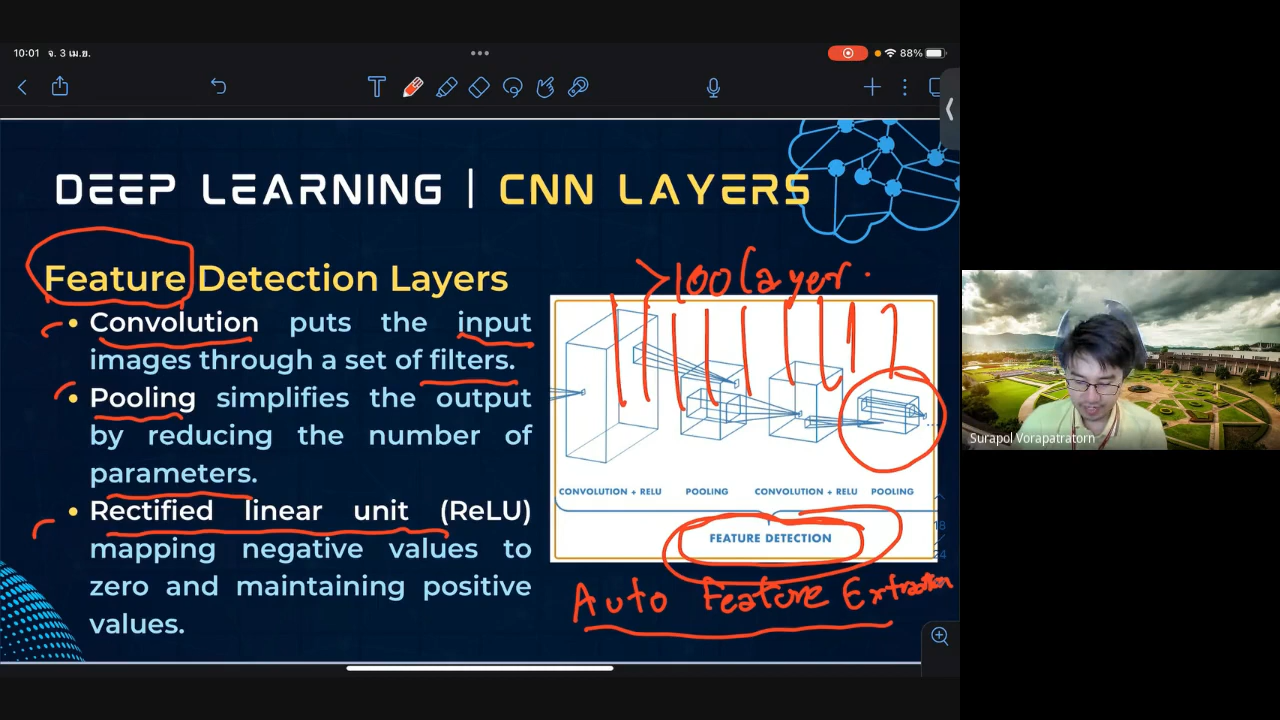 10:01 จ. 3 เม.ย.
88%
T
DEEP LEARNING | CNN LAYERS
Feature Detection Layers
• Convolution puts the input
images through a set of filters.
• Pooling simplifies the output
by reducing the number of
parameters.
• Rectified linear unit (ReLU)
mapping negative values to
zero and maintaining positive
values.
>100 layer.
CONVOLUTION + RELU POOLING CONVOLUTION + RELU POOLING
...
FEATURE DETECTION
18
24
Auto Feature Extraction
Surapol Vorapatratorn